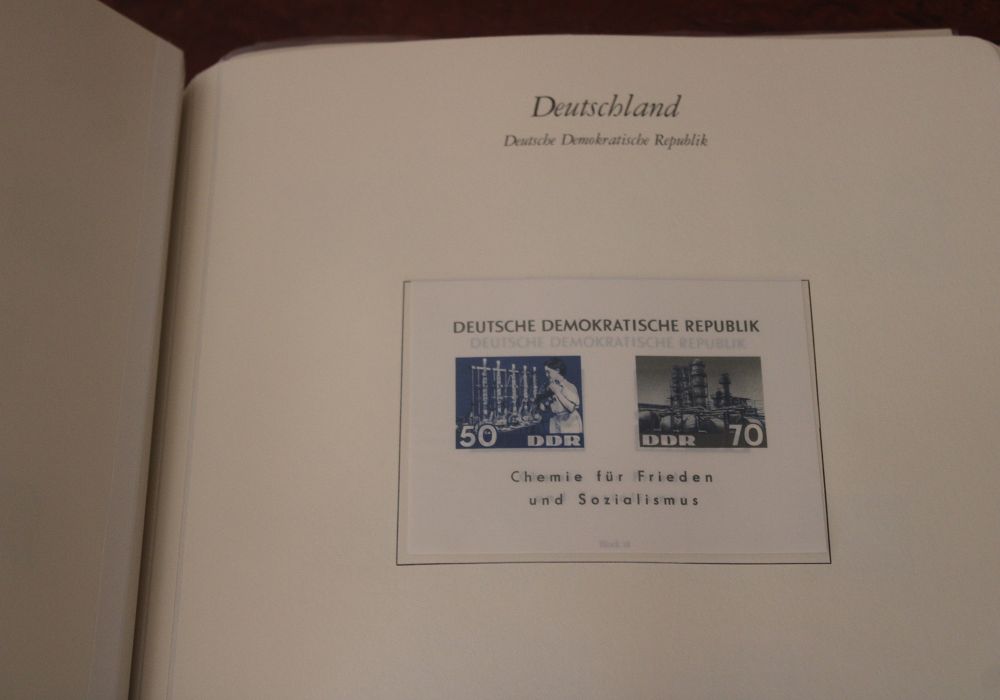 Deutschland
Deutsche Demokratische Republik
DEUTSCHE DEMOKRATISCHE REPUBLIK
DEUTSCHE DEMOKRATISCHE REPUBLIK
50 DDR
DDR 70
Chemie für Frieden
und Sozialismus
Block